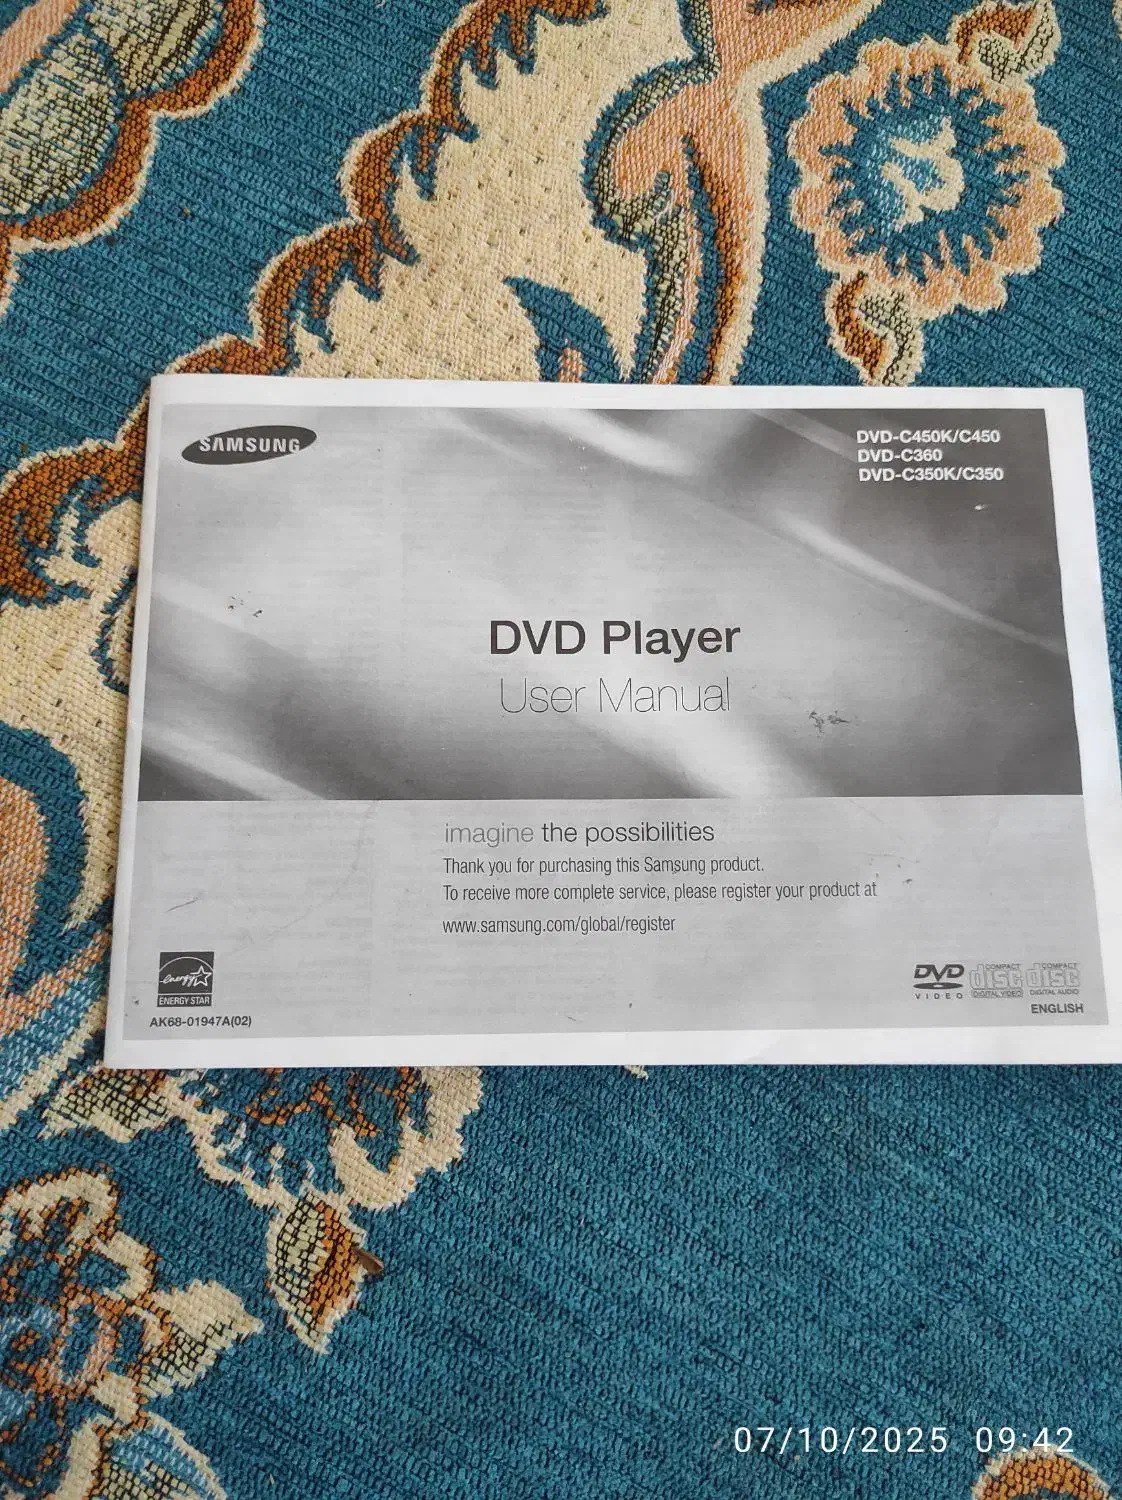 SAMSUNG
DVD-C450K/C450
DVD-C360
DVD-C350K/C350
DVD Player
User Manual
imagine the possibilities
Thank you for purchasing this Samsung product.
To receive more complete service, please register your product at
www.samsung.com/global/register
energy
ENERGY STAR
AK68-01947A(02)
DVD
VIDEO
COMPACT
disc
DIGITAL VIDEO
COMPACT
disc
DIGITAL AUDIO
ENGLISH
07/10/2025 09:42